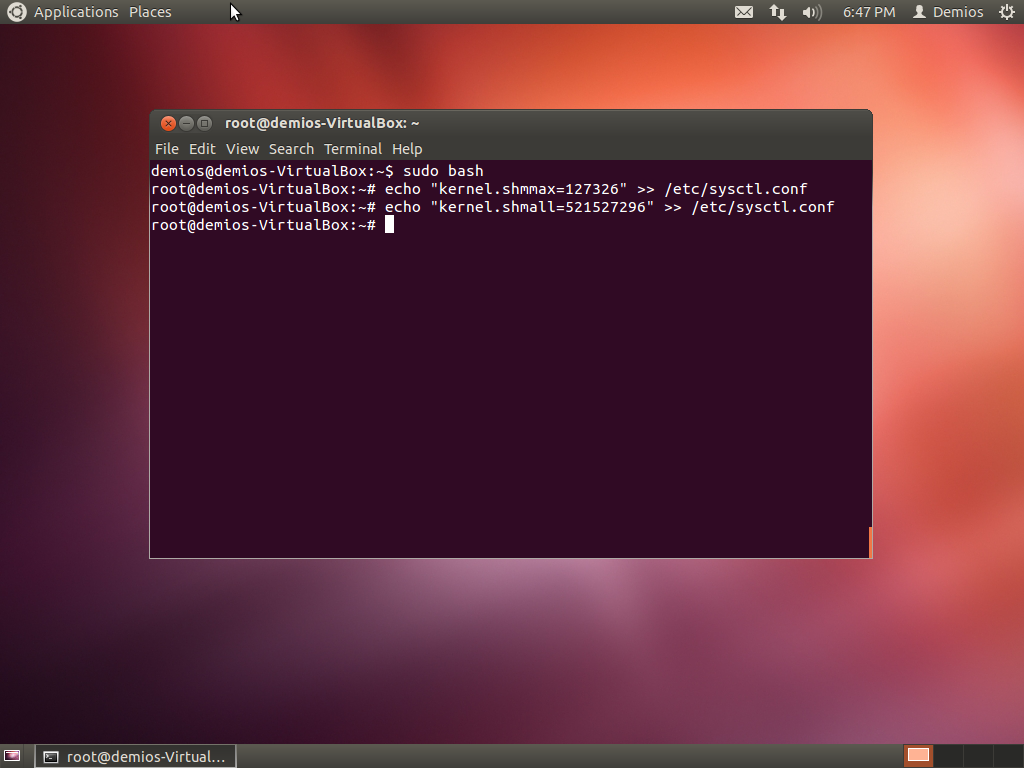 Applications Places 6:47 PM Demios
root@demios-VirtualBox: ~
File Edit View Search Terminal Help
demios@demios-VirtualBox:~$ sudo bash
root@demios-VirtualBox:~# echo "kernel.shmmax=127326" >> /etc/sysctl.conf
root@demios-VirtualBox:~# echo "kernel.shmall=521527296" >> /etc/sysctl.conf
root@demios-VirtualBox:~#
root@demios-Virtual...